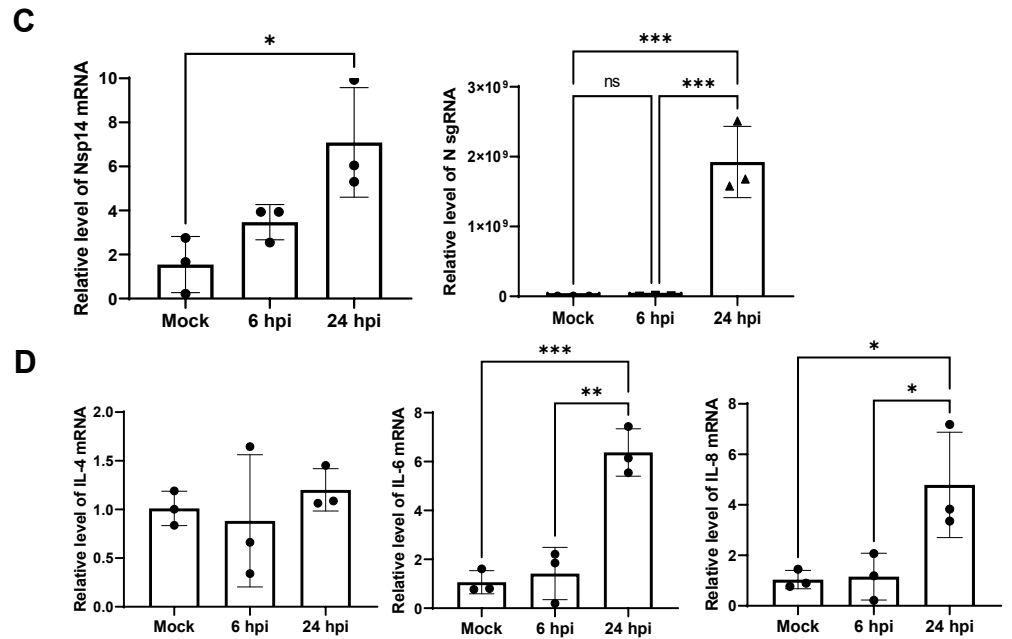 C
Relative level of Nsp14 mRNA
10
8
6
4
2
0
*
Mock
6 hpi
24 hpi
Relative level of N sgRNA
3×10⁹
2×10⁹
1×10⁹
0
***
ns
***
Mock
6 hpi
24 hpi
D
Relative level of IL-4 mRNA
2.0
1.5
1.0
0.5
0.0
Mock
6 hpi
24 hpi
Relative level of IL-6 mRNA
8
6
4
2
0
***
**
Mock
6 hpi
24 hpi
Relative level of IL-8 mRNA
8
6
4
2
0
*
*
Mock
6 hpi
24 hpi